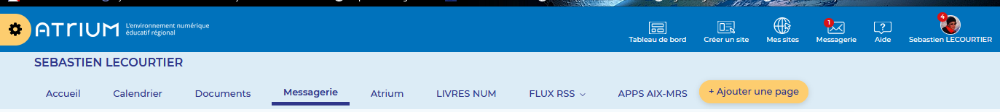 ATRIUM
L'environnement numérique
éducatif régional
Tableau de bord
Créer un site
Mes sites
1
Messagerie
Aide
4
Sebastien LECOURTIER
SEBASTIEN LECOURTIER
Accueil
Calendrier
Documents
Messagerie
Atrium
LIVRES NUM
FLUX RSS
APPS AIX-MRS
+ Ajouter une page